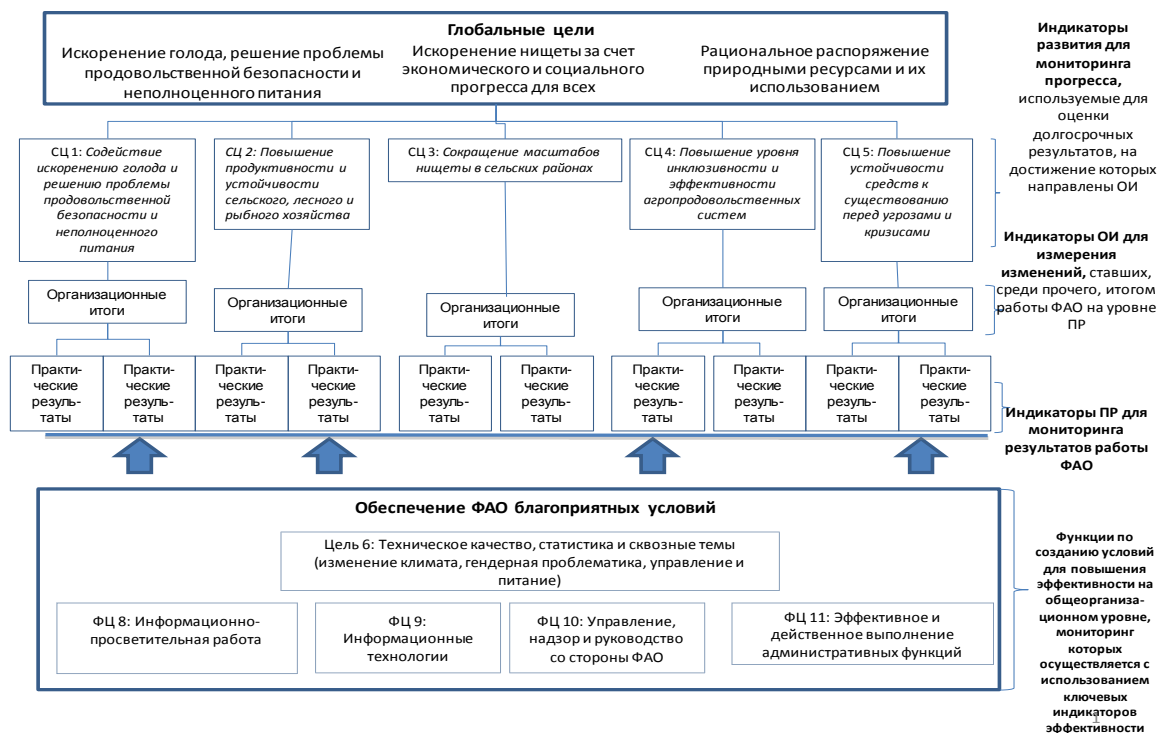 Глобальные цели
Искоренение голода, решение проблемы
продовольственной безопасности и
неполноценного питания
Искоренение нищеты за счет
экономического и социального
прогресса для всех
Рациональное распоряжение
природными ресурсами и их
использованием
Индикаторы
развития для
мониторинга
прогресса,
используемые для
оценки
долгосрочных
результатов, на
достижение которых
направлены ОИ
СЦ 1: Содействие
искоренению голода и
решению проблемы
продовольственной
безопасности и
неполноценного
питания
СЦ 2: Повышение
продуктивности и
устойчивости
сельского, лесного и
рыбного хозяйства
СЦ 3: Сокращение масштабов
нищеты в сельских районах
СЦ 4: Повышение уровня
инклюзивности и
эффективности
агропродовольственных
систем
СЦ 5: Повышение
устойчивости
средств к
существованию
перед угрозами и
кризисами
Индикаторы ОИ для
измерения
изменений, ставших,
среди прочего, итогом
работы ФАО на уровне
ПР
Организационные
итоги
Организационные
итоги
Организационные
итоги
Организационные
итоги
Организационные
итоги
Практи-
ческие
резуль-
таты
Практи-
ческие
резуль-
таты
Практи-
ческие
резуль-
таты
Практи-
ческие
резуль-
таты
Практи-
ческие
резуль-
таты
Практи-
ческие
резуль-
таты
Практи-
ческие
резуль-
таты
Практи-
ческие
резуль-
таты
Практи-
ческие
резуль-
таты
Практи-
ческие
резуль-
таты
Индикаторы ПР для
мониторинга
результатов работы
ФАО
Обеспечение ФАО благоприятных условий
Цель 6: Техническое качество, статистика и сквозные темы
(изменение климата, гендерная проблематика, управление и
питание)
ФЦ 8: Информационно-
просветительная работа
ФЦ 9:
Информационные
технологии
ФЦ 10: Управление,
надзор и руководство
со стороны ФАО
ФЦ 11: Эффективное и
действенное выполнение
административных функций
Функции по
созданию условий
для повышения
эффективности на
общеорганиза-
ционном уровне,
мониторинг
которых
осуществляется с
использованием
ключевых
индикаторов
эффективности
1